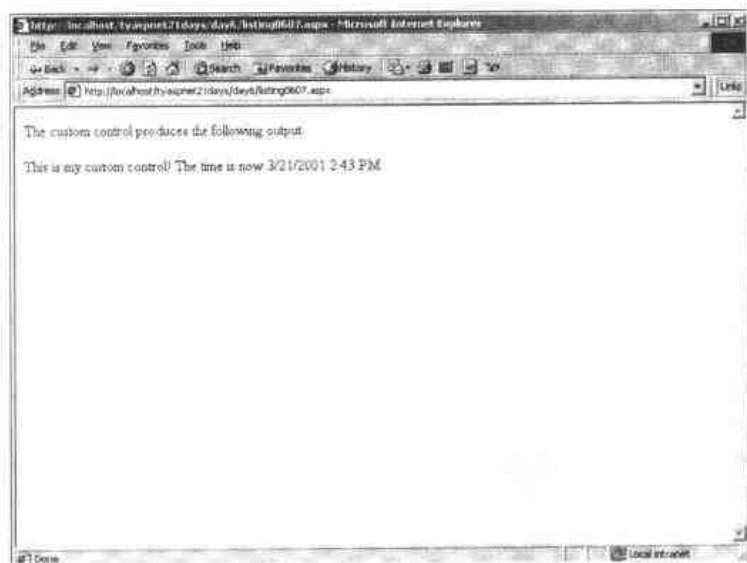 http://localhost/tyaspnet21days/day6/listing0607.aspx - Microsoft Internet Explorer
File Edit View Favorites Tools Help
Back Search Favorites History
Address http://localhost/tyaspnet21days/day6/listing0607.aspx Links
The custom control produces the following output
This is my custom control! The time is now 3/21/2001 2:43 PM
Done Local intranet